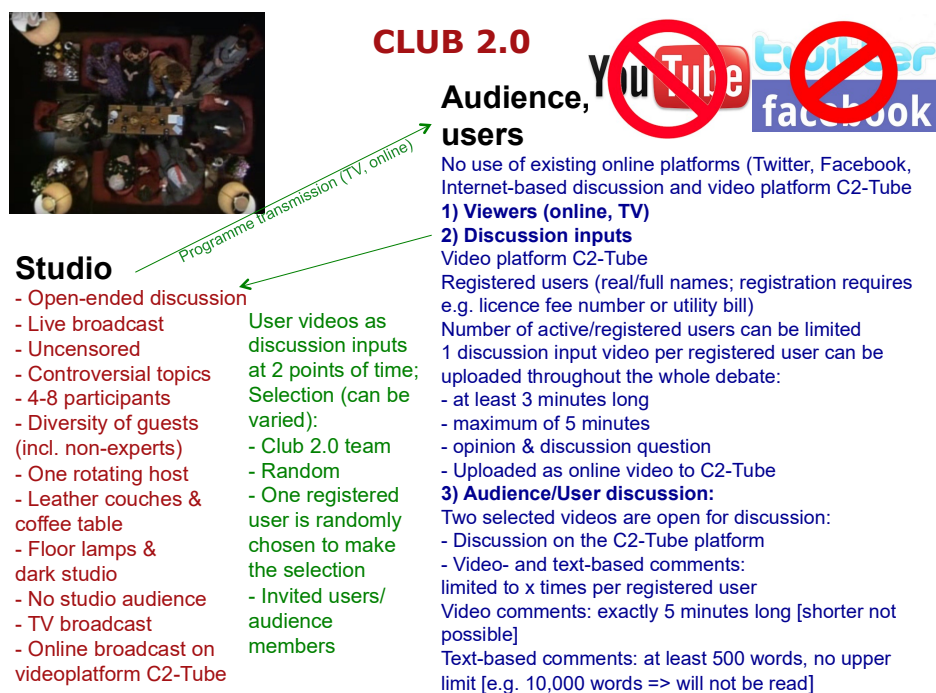 CLUB 2.0
YouTube
twitter
facebook
Audience,
users
No use of existing online platforms (Twitter, Facebook,
Internet-based discussion and video platform C2-Tube
1) Viewers (online, TV)
2) Discussion inputs
Video platform C2-Tube
Registered users (real/full names; registration requires
e.g. licence fee number or utility bill)
Number of active/registered users can be limited
1 discussion input video per registered user can be
uploaded throughout the whole debate:
- at least 3 minutes long
- maximum of 5 minutes
- opinion & discussion question
- Uploaded as online video to C2-Tube
3) Audience/User discussion:
Two selected videos are open for discussion:
- Discussion on the C2-Tube platform
- Video- and text-based comments:
limited to x times per registered user
Video comments: exactly 5 minutes long [shorter not
possible]
Text-based comments: at least 500 words, no upper
limit [e.g. 10,000 words => will not be read]
Programme transmission (TV, online)
Studio
- Open-ended discussion
- Live broadcast
- Uncensored
- Controversial topics
- 4-8 participants
- Diversity of guests
(incl. non-experts)
- One rotating host
- Leather couches &
coffee table
- Floor lamps &
dark studio
- No studio audience
- TV broadcast
- Online broadcast on
videoplatform C2-Tube
User videos as
discussion inputs
at 2 points of time;
Selection (can be
varied):
- Club 2.0 team
- Random
- One registered
user is randomly
chosen to make
the selection
- Invited users/
audience
members